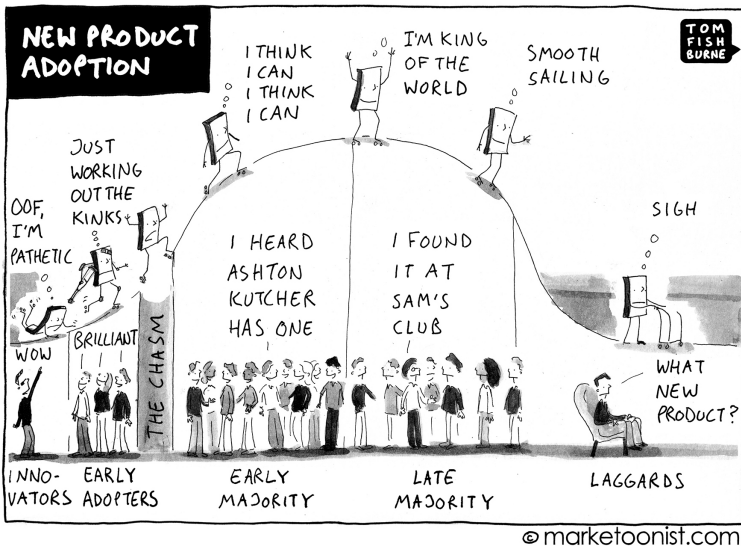 NEW PRODUCT
ADOPTION
TOM
FISH
BURNE
OOF,
I'M
PATHETIC
JUST
WORKING
OUT THE
KINKS
I THINK
I CAN
I THINK
I CAN
I'M KING
OF THE
WORLD
SMOOTH
SAILING
SIGH
WOW
BRILLIANT
THE CHASM
I HEARD
ASHTON
KUTCHER
HAS ONE
I FOUND
IT AT
SAM'S
CLUB
WHAT
NEW
PRODUCT?
INNO-
VATORS
EARLY
ADOPTERS
EARLY
MAJORITY
LATE
MAJORITY
LAGGARDS
© marketoonist.com